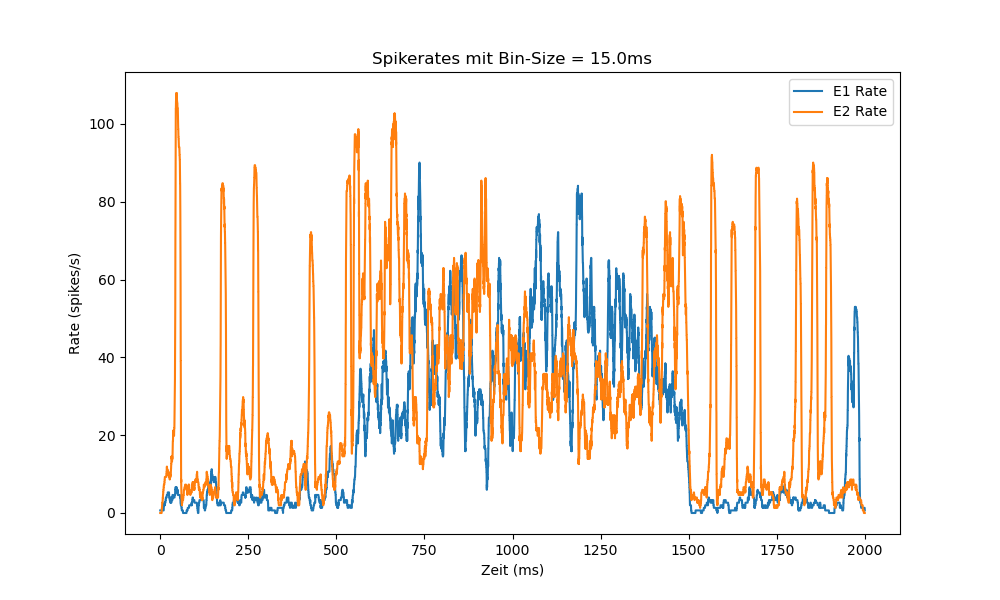 Spikerates mit Bin-Size = 15.0ms
E1 Rate
E2 Rate
Rate (spikes/s)
100
80
60
40
20
0
0 250 500 750 1000 1250 1500 1750 2000
Zeit (ms)